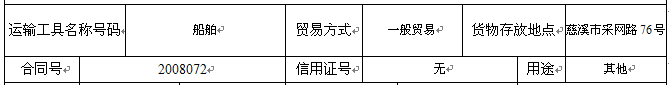 运输工具名称号码 船舶 贸易方式 一般贸易 货物存放地点 慈溪市采网路 76 号
合同号 2008072 信用证号 无 用途 其他